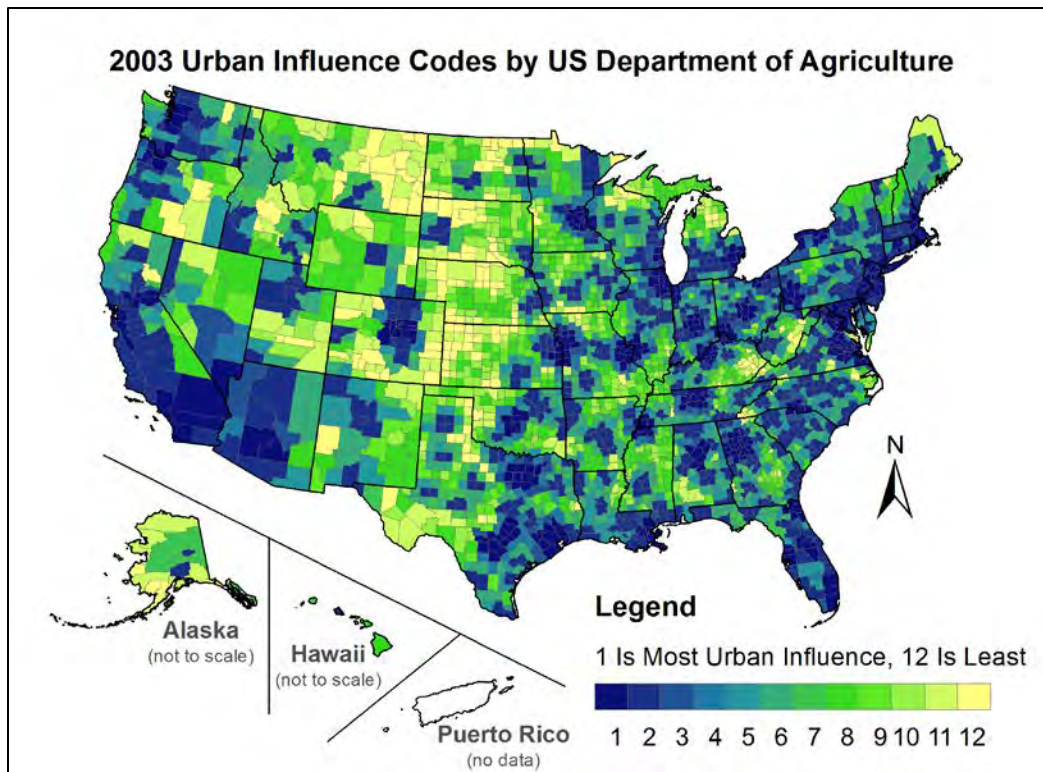 2003 Urban Influence Codes by US Department of Agriculture
N
Alaska
(not to scale)
Hawaii
(not to scale)
Puerto Rico
(no data)
Legend
1 Is Most Urban Influence, 12 Is Least
1 2 3 4 5 6 7 8 9 10 11 12